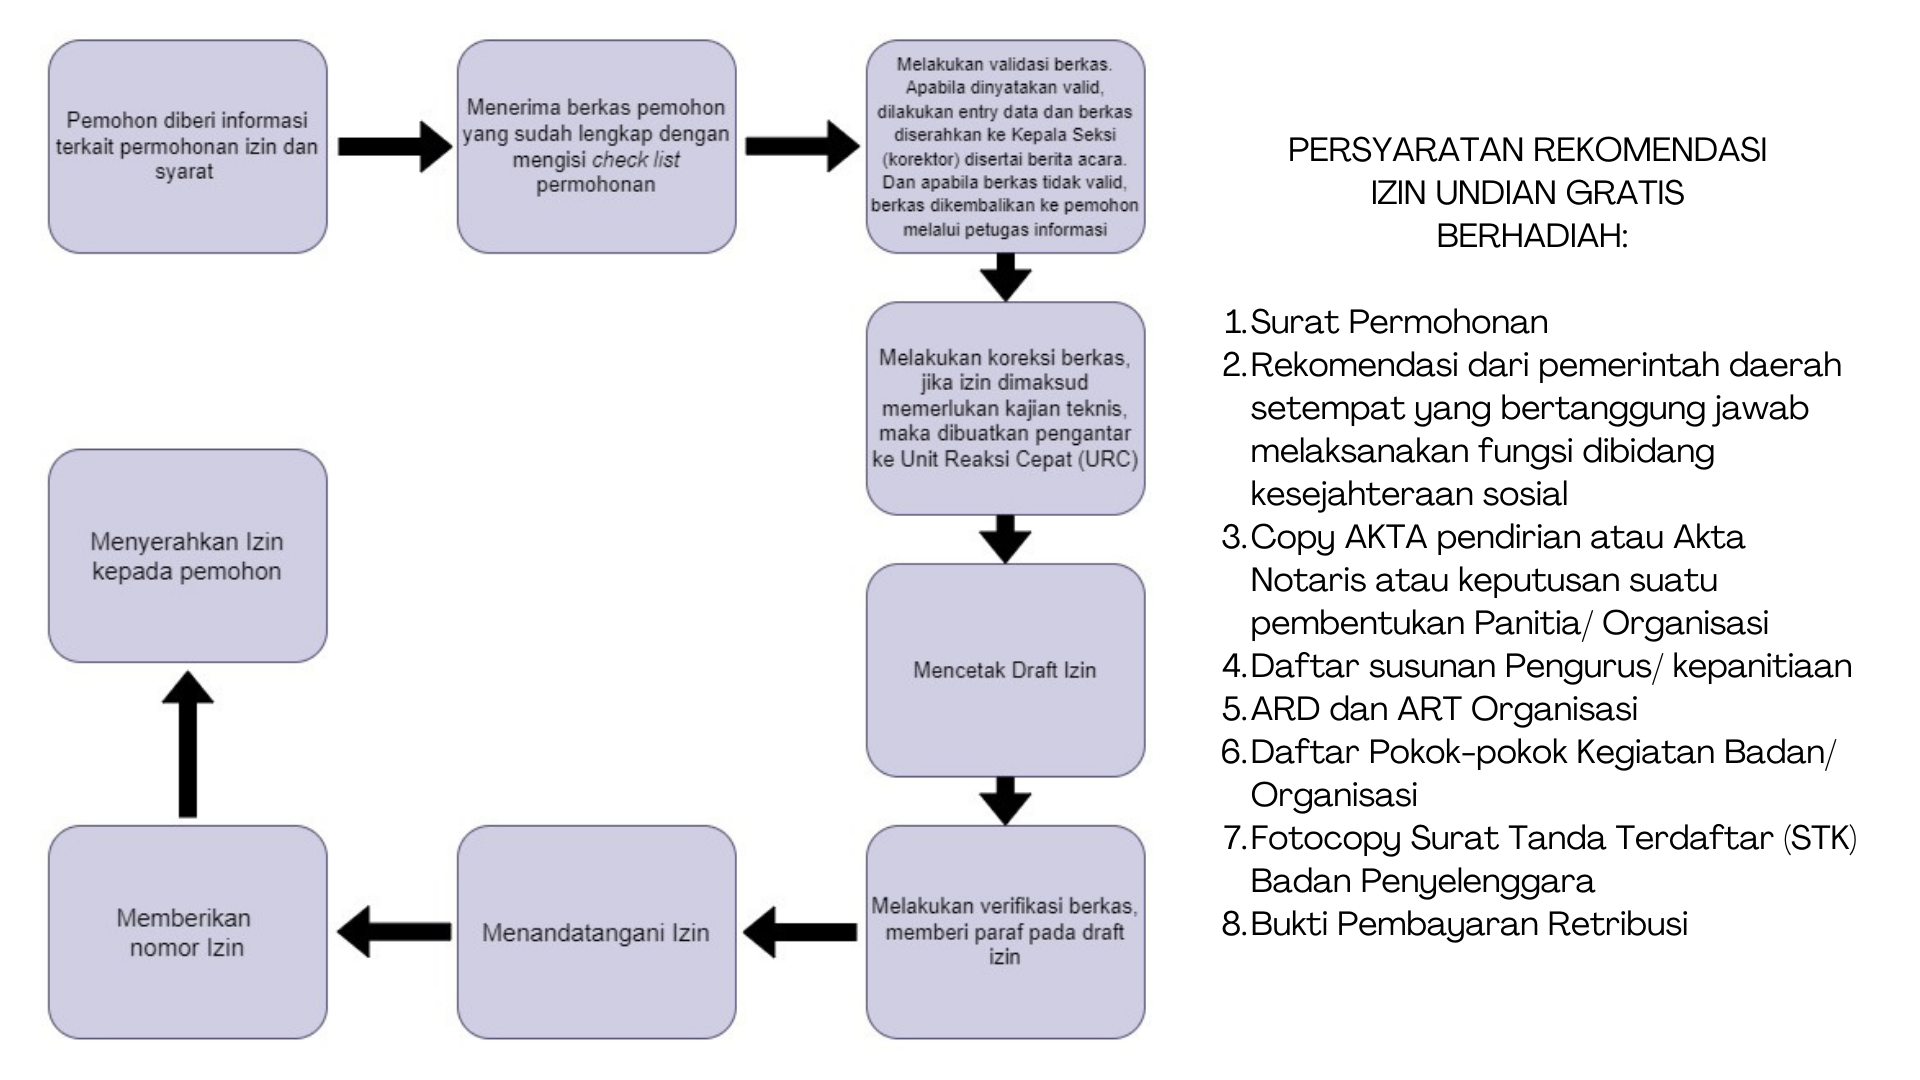 Pemohon diberi informasi
terkait permohonan izin dan
syarat
Menerima berkas pemohon
yang sudah lengkap dengan
mengisi check list
permohonan
Melakukan validasi berkas.
Apabila dinyatakan valid,
dilakukan entry data dan berkas
diserahkan ke Kepala Seksi
(korektor) disertai berita acara.
Dan apabila berkas tidak valid,
berkas dikembalikan ke pemohon
melalui petugas informasi
Melakukan koreksi berkas,
jika izin dimaksud
memerlukan kajian teknis,
maka dibuatkan pengantar
ke Unit Reaksi Cepat (URC)
Mencetak Draft Izin
Melakukan verifikasi berkas,
memberi paraf pada draft
izin
Menandatangani Izin
Memberikan
nomor Izin
Menyerahkan Izin
kepada pemohon
PERSYARATAN REKOMENDASI
IZIN UNDIAN GRATIS
BERHADIAH:
1. Surat Permohonan
2. Rekomendasi dari pemerintah daerah
setempat yang bertanggung jawab
melaksanakan fungsi dibidang
kesejahteraan sosial
3. Copy AKTA pendirian atau Akta
Notaris atau keputusan suatu
pembentukan Panitia/ Organisasi
4. Daftar susunan Pengurus/ kepanitiaan
5. ARD dan ART Organisasi
6. Daftar Pokok-pokok Kegiatan Badan/
Organisasi
7. Fotocopy Surat Tanda Terdaftar (STK)
Badan Penyelenggara
8. Bukti Pembayaran Retribusi